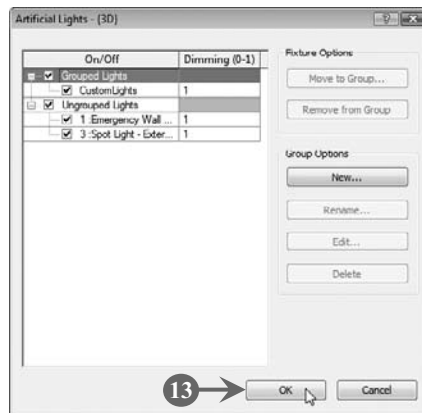 Artificial Lights - {3D}
On/Off Dimming (0-1)
Grouped Lights
CustomLights 1
Ungrouped Lights
1 :Emergency Wall ... 1
3 :Spot Light - Exter... 1
Fixture Options
Move to Group...
Remove from Group
Group Options
New...
Rename...
Edit...
Delete
13
OK Cancel